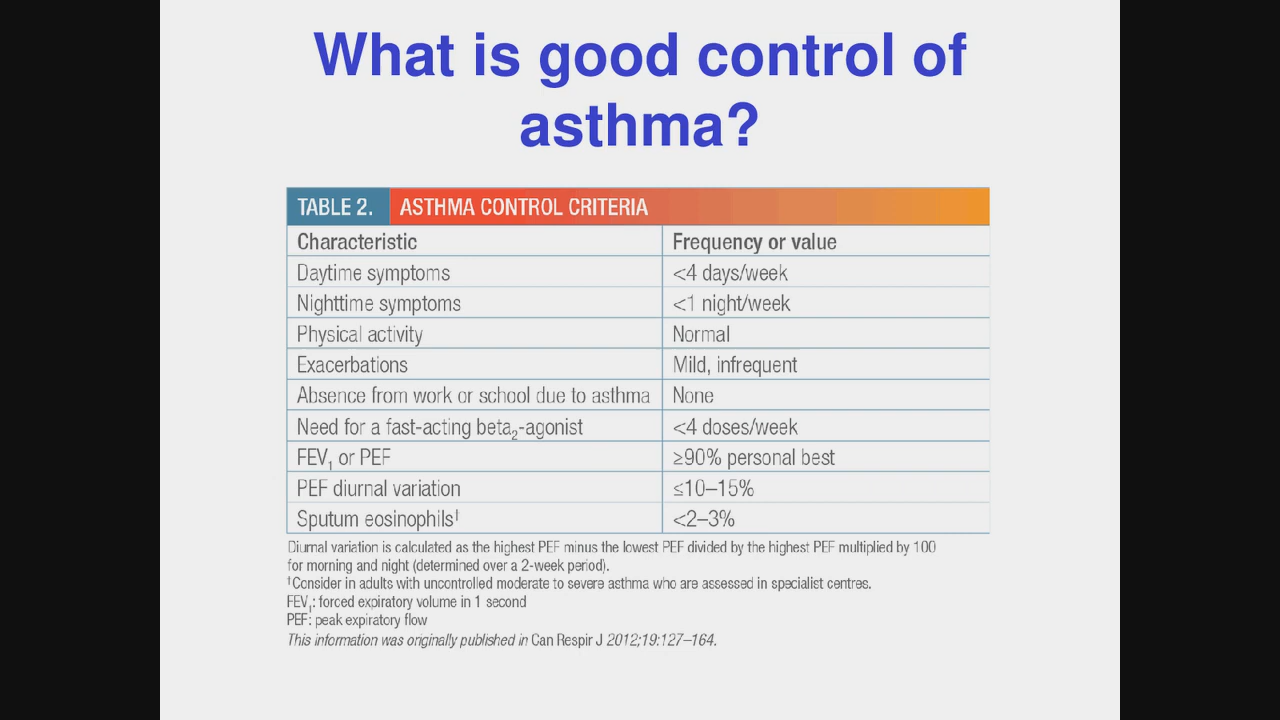 What is good control of
asthma?
TABLE 2. ASTHMA CONTROL CRITERIA
Characteristic Frequency or value
Daytime symptoms <4 days/week
Nighttime symptoms <1 night/week
Physical activity Normal
Exacerbations Mild, infrequent
Absence from work or school due to asthma None
Need for a fast-acting beta₂-agonist <4 doses/week
FEV₁ or PEF ≥90% personal best
PEF diurnal variation ≤10–15%
Sputum eosinophils† <2–3%
Diurnal variation is calculated as the highest PEF minus the lowest PEF divided by the highest PEF multiplied by 100
for morning and night (determined over a 2-week period).
†Consider in adults with uncontrolled moderate to severe asthma who are assessed in specialist centres.
FEV₁: forced expiratory volume in 1 second
PEF: peak expiratory flow
This information was originally published in Can Respir J 2012;19:127–164.